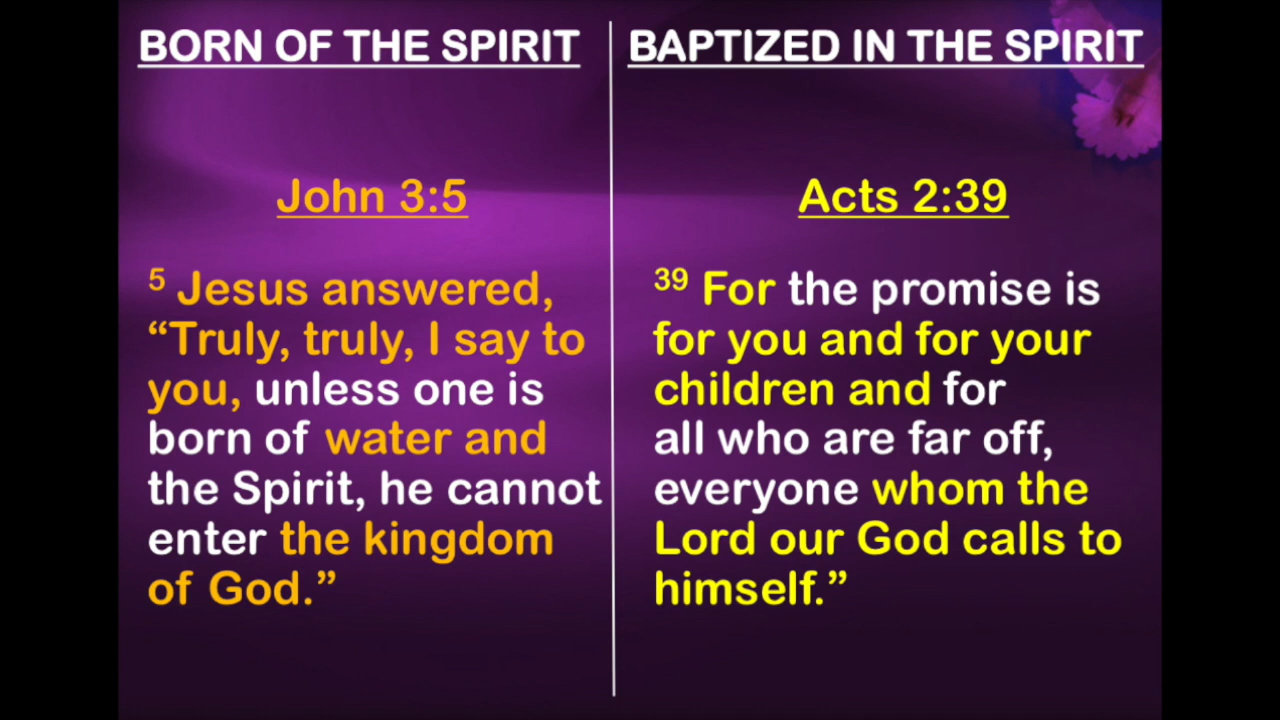 BORN OF THE SPIRIT
John 3:5
5 Jesus answered,
“Truly, truly, I say to
you, unless one is
born of water and
the Spirit, he cannot
enter the kingdom
of God.”
BAPTIZED IN THE SPIRIT
Acts 2:39
39 For the promise is
for you and for your
children and for
all who are far off,
everyone whom the
Lord our God calls to
himself.”